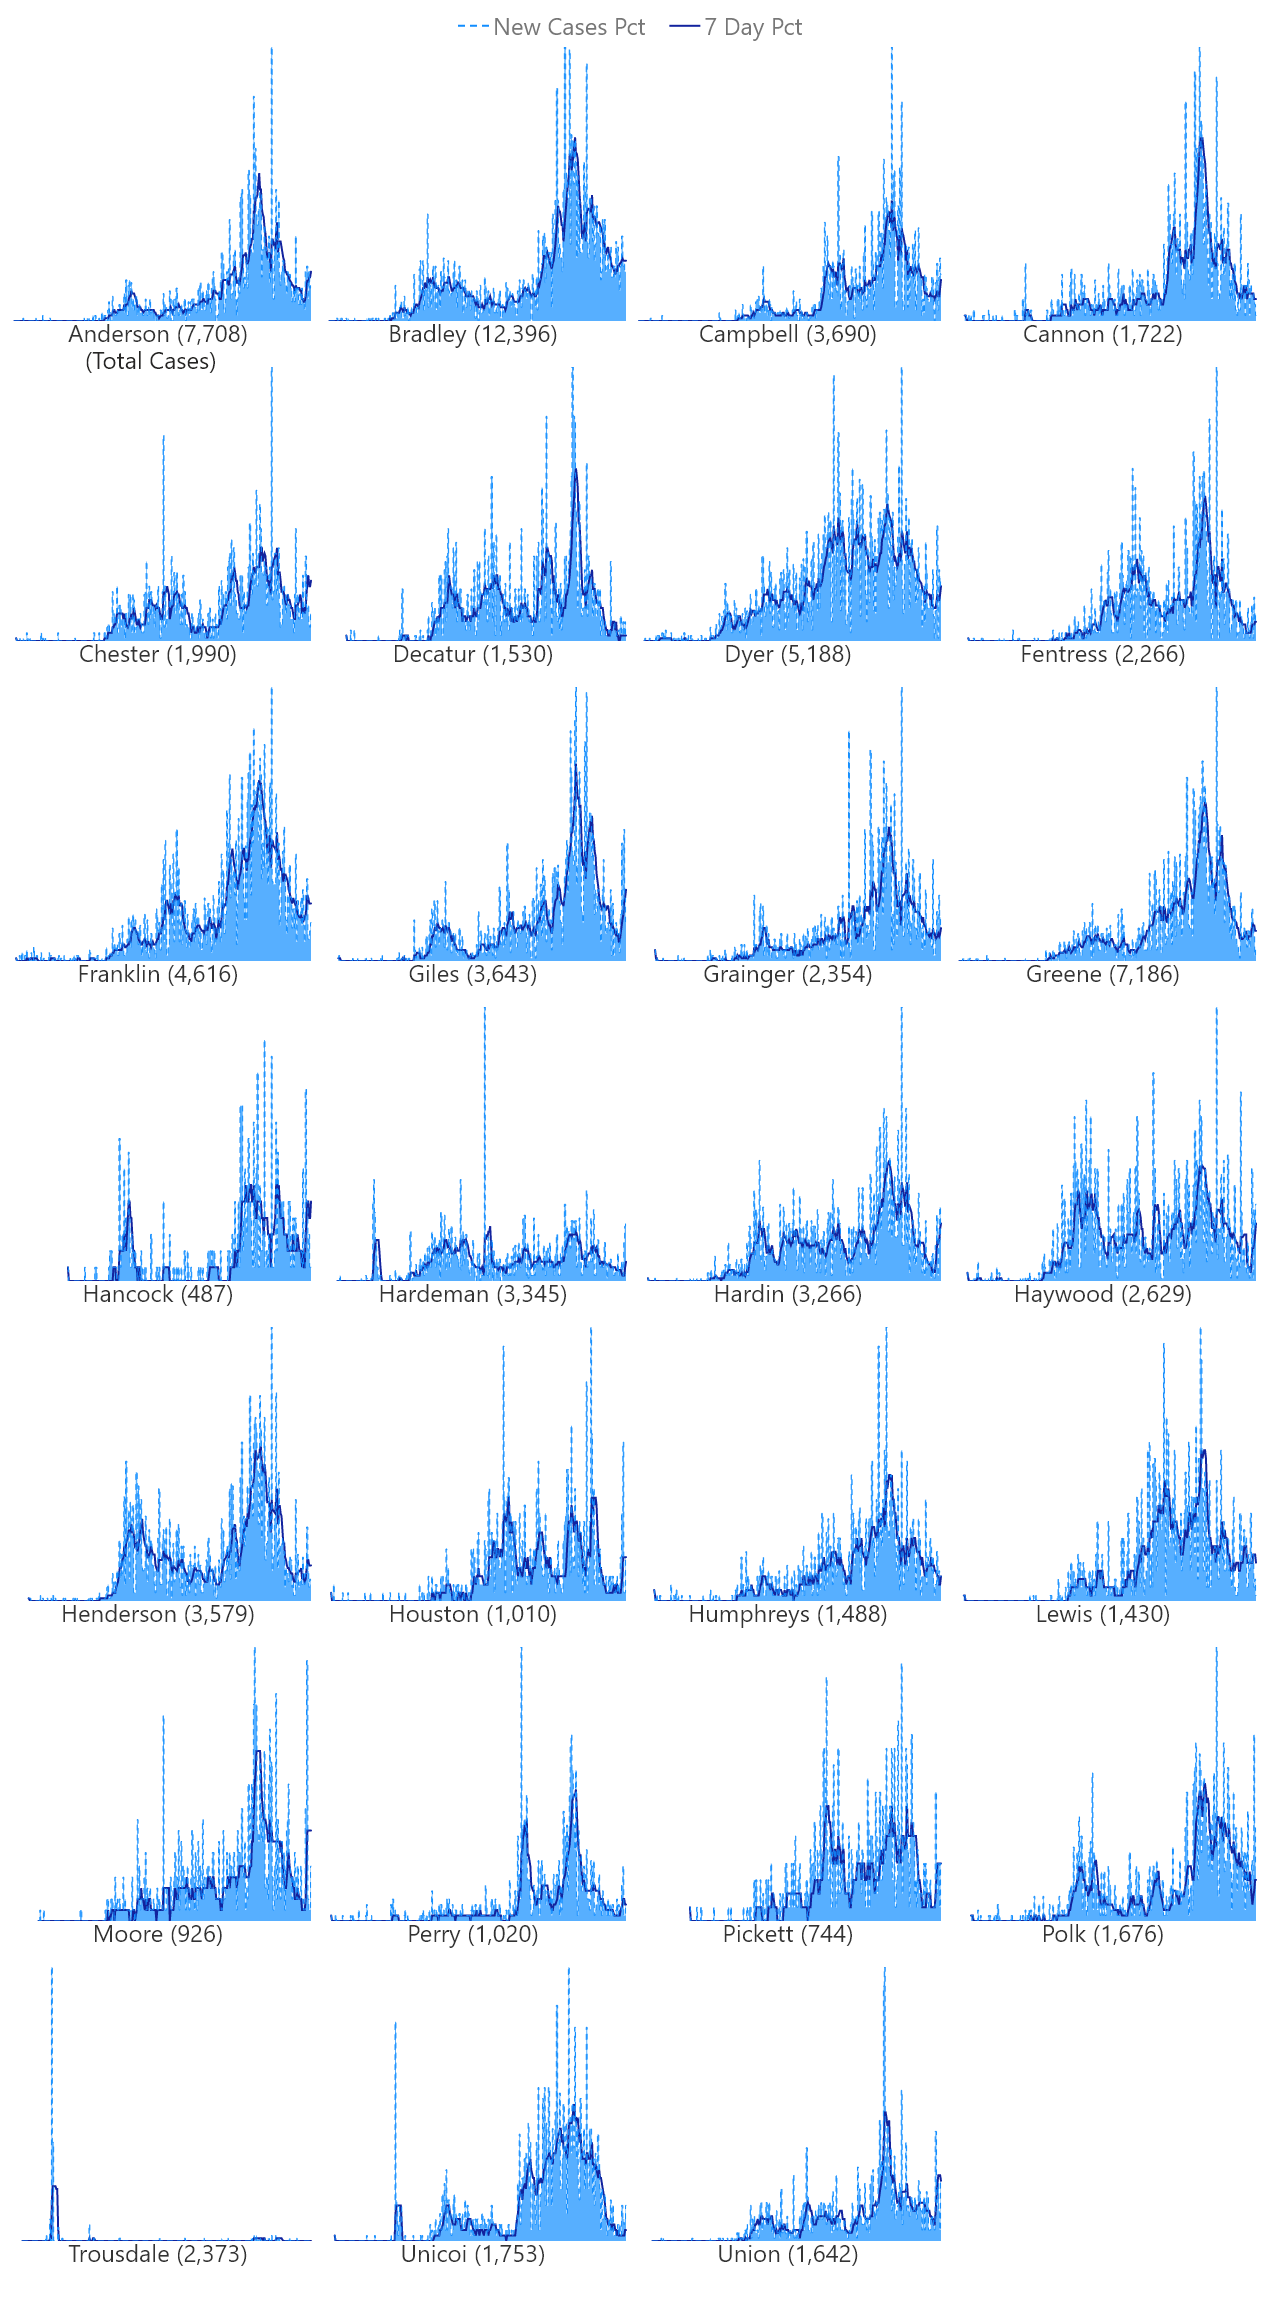 New Cases Pct 7 Day Pct
Anderson (7,708) Bradley (12,396) Campbell (3,690) Cannon (1,722)
(Total Cases)
Chester (1,990) Decatur (1,530) Dyer (5,188) Fentress (2,266)
Franklin (4,616) Giles (3,643) Grainger (2,354) Greene (7,186)
Hancock (487) Hardeman (3,345) Hardin (3,266) Haywood (2,629)
Henderson (3,579) Houston (1,010) Humphreys (1,488) Lewis (1,430)
Moore (926) Perry (1,020) Pickett (744) Polk (1,676)
Trousdale (2,373) Unicoi (1,753) Union (1,642)